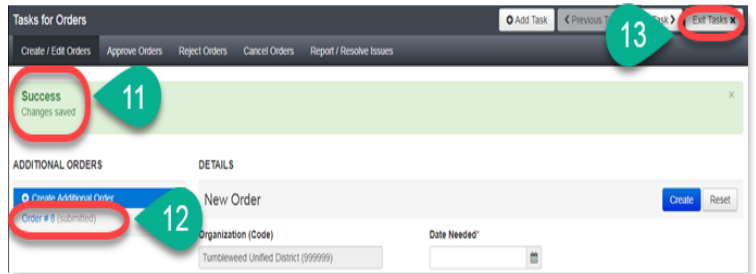 Tasks for Orders
Add Task
Previous
Task
Exit Tasks x
13
Create / Edit Orders
Approve Orders
Reject Orders
Cancel Orders
Report / Resolve Issues
Success
Changes saved
x
11
ADDITIONAL ORDERS
DETAILS
Create Additional Order
Order # 8 (submitted)
12
New Order
Create
Reset
Organization (Code)
Date Needed*
Tumbleweed Unified District (999999)